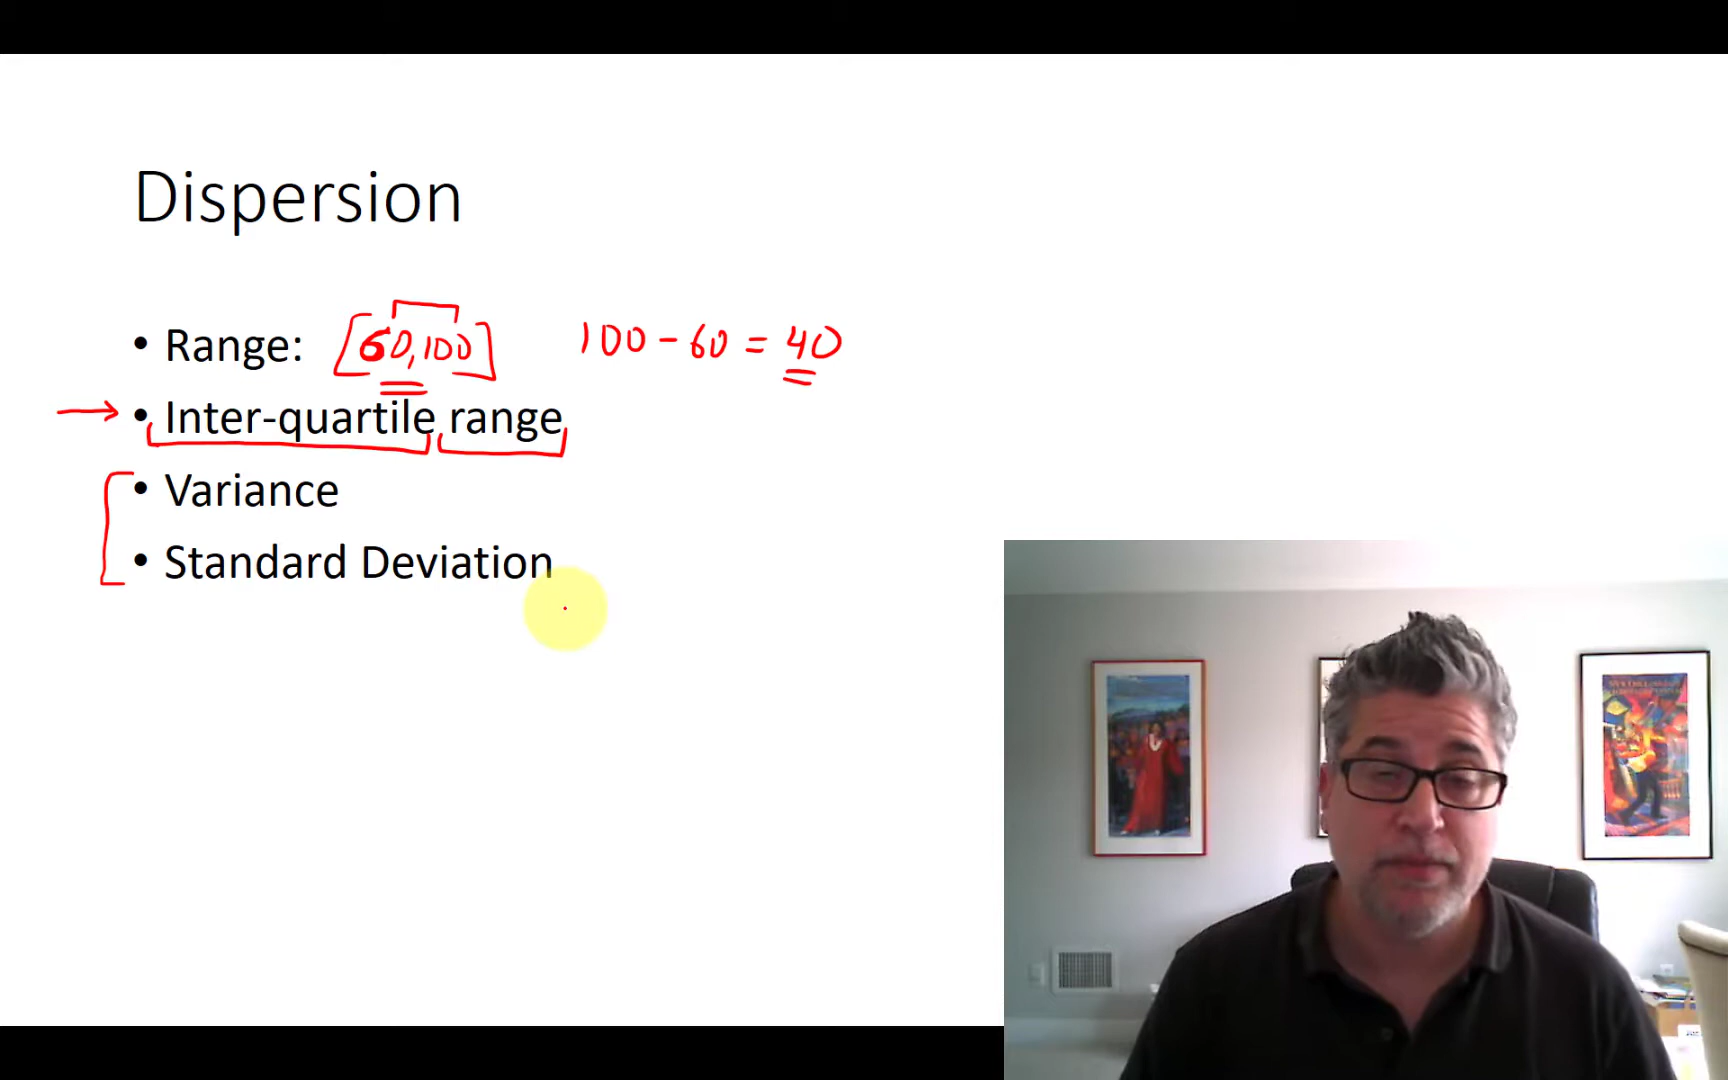 Dispersion
• Range: [60,100] 100 - 60 = 40
• Inter-quartile range
• Variance
• Standard Deviation